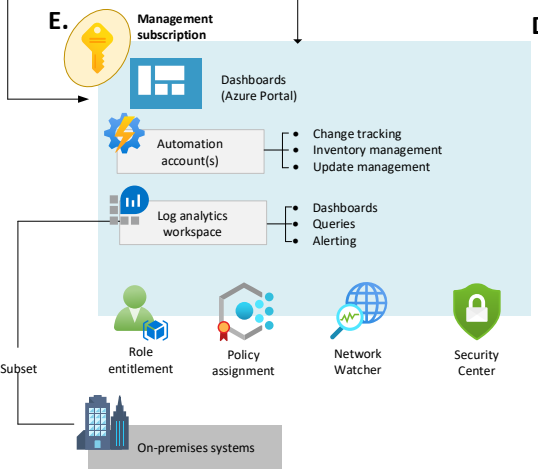 E.
Management
subscription
D
Dashboards
(Azure Portal)
Automation
account(s)
• Change tracking
• Inventory management
• Update management
Log analytics
workspace
• Dashboards
• Queries
• Alerting
Role
entitlement
Policy
assignment
Network
Watcher
Security
Center
Subset
On-premises systems